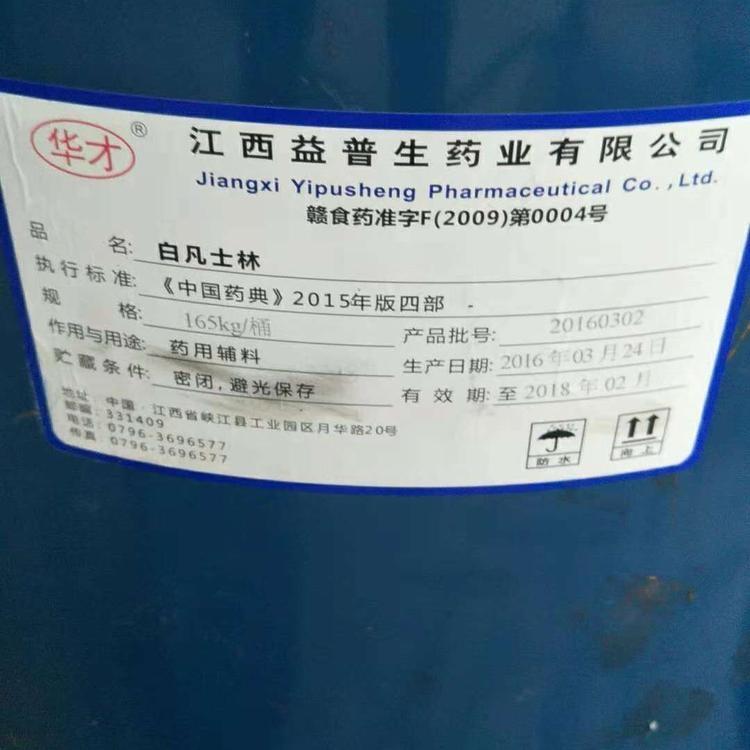 华才®
江西益普生药业有限公司
Jiangxi Yipusheng Pharmaceutical Co.,Ltd.
赣食药准字F(2009)第0004号
品 名: 白凡士林
执行标准: 《中国药典》2015年版四部
规 格: 165kg/桶 产品批号: 20160302
作用与用途: 药用辅料 生产日期: 2016年03月24日
贮藏条件: 密闭,避光保存 有效期: 至2018年02月
地址: 中国·江西省峡江县工业园区月华路20号
邮编: 331409
电话: 0796-3696577
传真: 0796-3696577
防水 向上